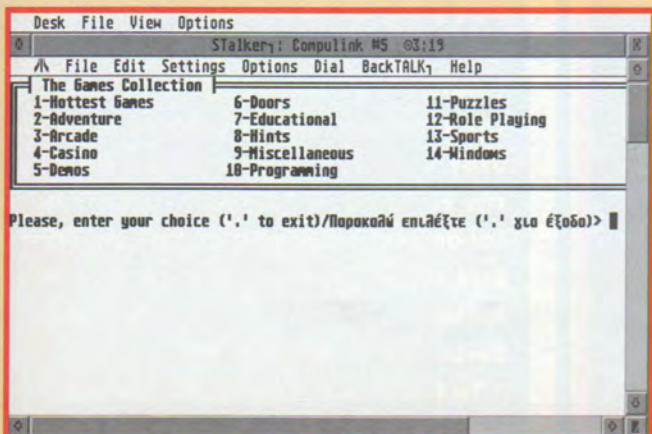 Desk File View Options
STalker┐: Compulink #5 ⊙3:19
File Edit Settings Options Dial BackTALK┐ Help
The Games Collection
1-Hottest Games 6-Doors 11-Puzzles
2-Adventure 7-Educational 12-Role Playing
3-Arcade 8-Hints 13-Sports
4-Casino 9-Miscellaneous 14-Windows
5-Demos 10-Programming
Please, enter your choice ('.' to exit)/Παρακαλώ επιλέξτε ('.' για έξοδο)>